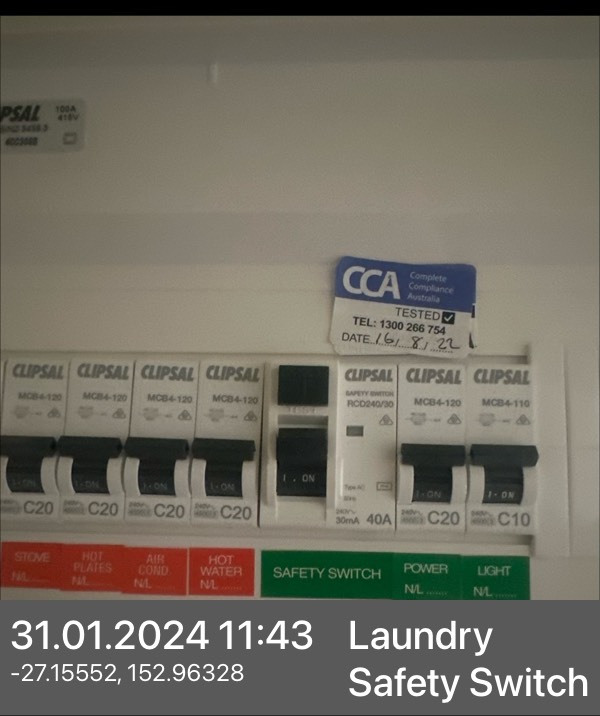 PSAL 100A
415V
CCA Complete
Compliance
Australia
TESTED
TEL: 1300 266 754
DATE 16, 8, 22
CLIPSAL CLIPSAL CLIPSAL CLIPSAL CLIPSAL CLIPSAL CLIPSAL
MCB4-120 MCB4-120 MCB4-120 MCB4-120 SAFETY SWITCH MCB4-120 MCB4-110
RCD240/30
I-ON I-ON I-ON I-ON I.ON I-ON I-ON
Type AC
C20 C20 C20 C20 240V~ 30mA 40A C20 C10
STOVE HOT PLATES AIR COND. HOT WATER SAFETY SWITCH POWER LIGHT
N/L N/L N/L N/L N/L N/L
31.01.2024 11:43 Laundry
-27.15552, 152.96328 Safety Switch